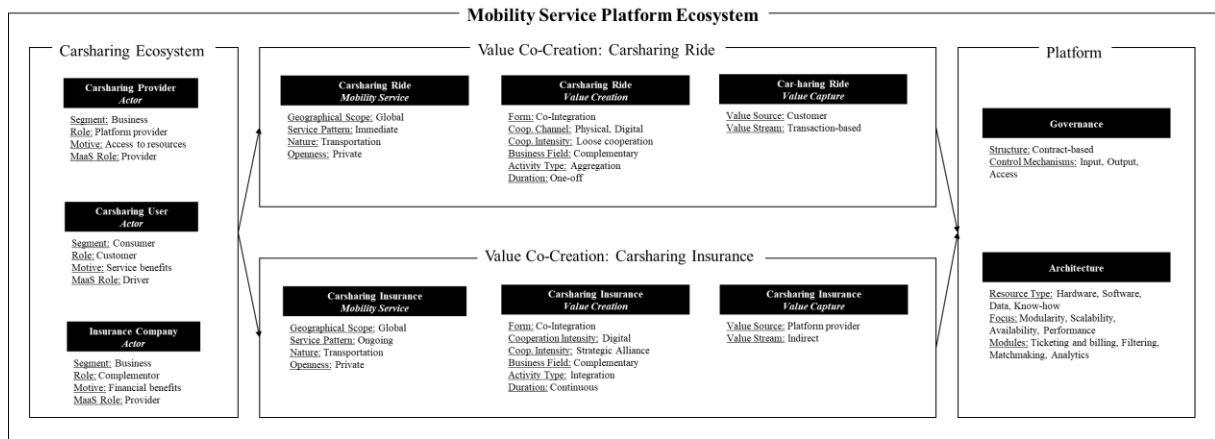 Mobility Service Platform Ecosystem
Carsharing Ecosystem
Carsharing Provider
Actor
Segment: Business
Role: Platform provider
Motive: Access to resources
MaaS Role: Provider
Carsharing User
Actor
Segment: Consumer
Role: Customer
Motive: Service benefits
MaaS Role: Driver
Insurance Company
Actor
Segment: Business
Role: Complementor
Motive: Financial benefits
MaaS Role: Provider
Value Co-Creation: Carsharing Ride
Carsharing Ride
Mobility Service
Geographical Scope: Global
Service Pattern: Immediate
Nature: Transportation
Openness: Private
Carsharing Ride
Value Creation
Form: Co-Integration
Coop. Channel: Physical, Digital
Coop. Intensity: Loose cooperation
Business Field: Complementary
Activity Type: Aggregation
Duration: One-off
Car-haring Ride
Value Capture
Value Source: Customer
Value Stream: Transaction-based
Value Co-Creation: Carsharing Insurance
Carsharing Insurance
Mobility Service
Geographical Scope: Global
Service Pattern: Ongoing
Nature: Transportation
Openness: Private
Carsharing Insurance
Value Creation
Form: Co-Integration
Cooperation Intensity: Digital
Coop. Intensity: Strategic Alliance
Business Field: Complementary
Activity Type: Integration
Duration: Continuous
Carsharing Insurance
Value Capture
Value Source: Platform provider
Value Stream: Indirect
Platform
Governance
Structure: Contract-based
Control Mechanisms: Input, Output,
Access
Architecture
Resource Type: Hardware, Software,
Data, Know-how
Focus: Modularity, Scalability,
Availability, Performance
Modules: Ticketing and billing, Filtering,
Matchmaking, Analytics